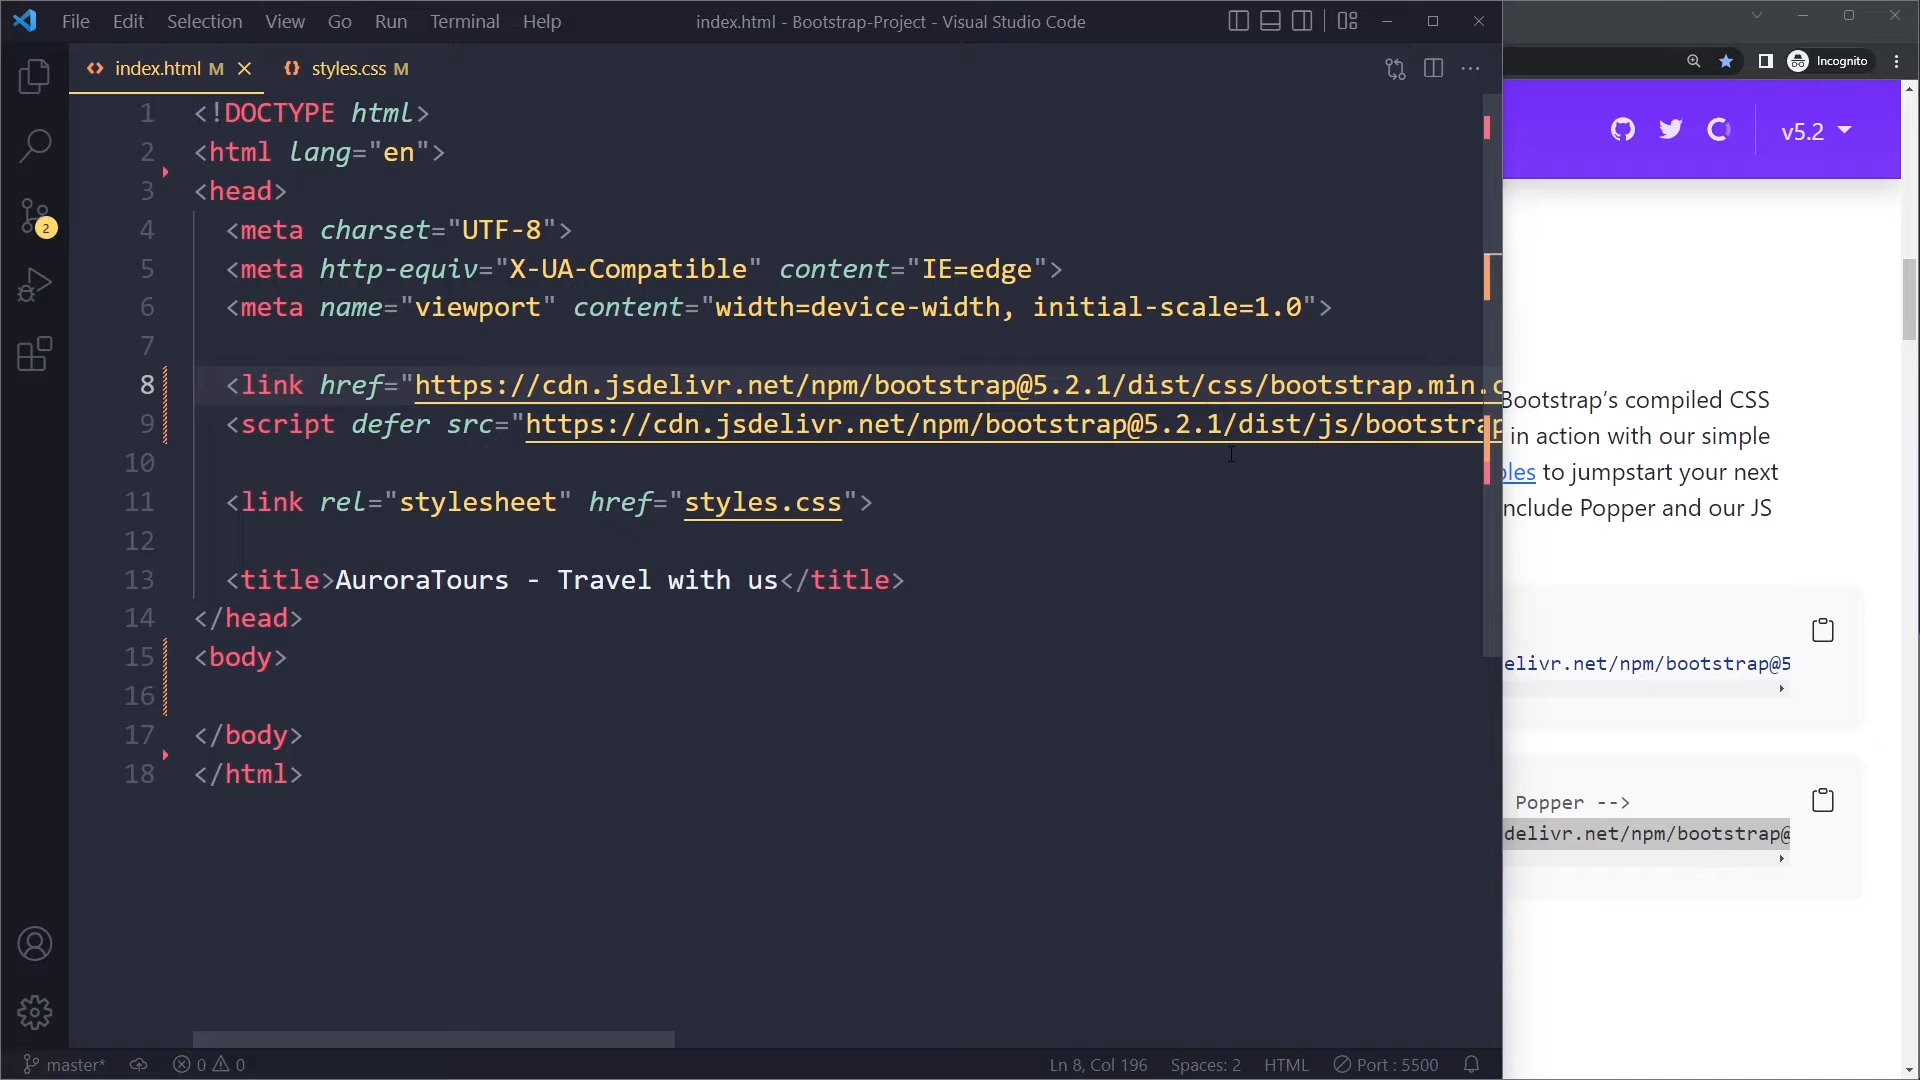 File Edit Selection View Go Run Terminal Help
index.html - Bootstrap-Project - Visual Studio Code
Incognito
index.html M
styles.css M
v5.2
2
1 <!DOCTYPE html>
2 <html lang="en">
3 <head>
4 <meta charset="UTF-8">
5 <meta http-equiv="X-UA-Compatible" content="IE=edge">
6 <meta name="viewport" content="width=device-width, initial-scale=1.0">
7
8 <link href="https://cdn.jsdelivr.net/npm/bootstrap@5.2.1/dist/css/bootstrap.min.c
9 <script defer src="https://cdn.jsdelivr.net/npm/bootstrap@5.2.1/dist/js/bootstrap
10
11 <link rel="stylesheet" href="styles.css">
12
13 <title>AuroraTours - Travel with us</title>
14 </head>
15 <body>
16
17 </body>
18 </html>
Bootstrap’s compiled CSS
in action with our simple
ples to jumpstart your next
nclude Popper and our JS
elivr.net/npm/bootstrap@5
Popper -->
delivr.net/npm/bootstrap@
master* 0 0
Ln 8, Col 196 Spaces: 2 HTML Port : 5500